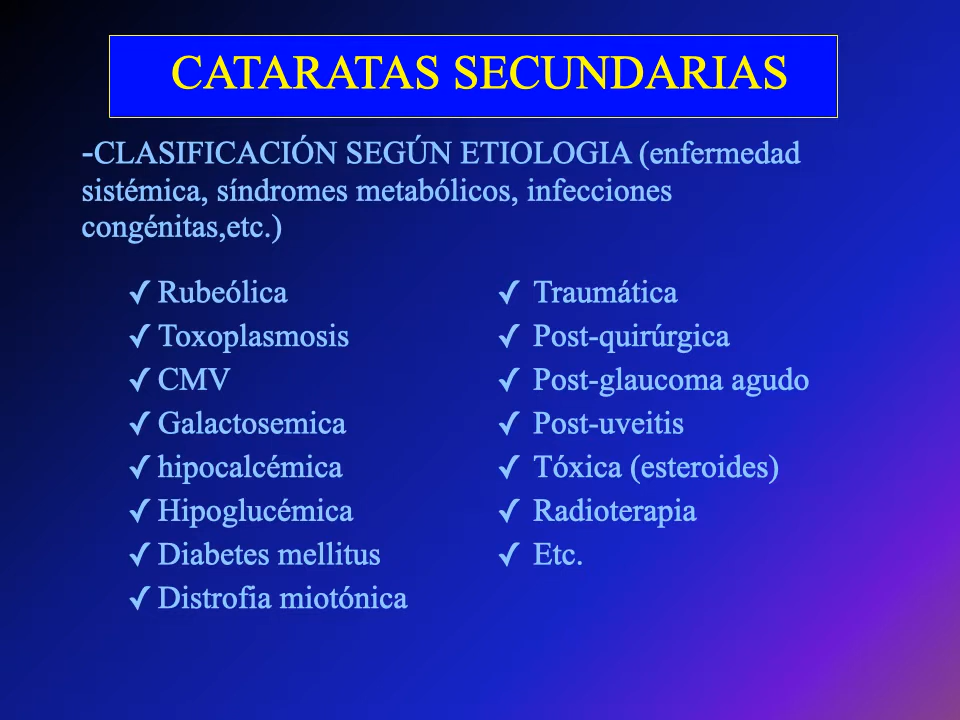 CATARATAS SECUNDARIAS
-CLASIFICACIÓN SEGÚN ETIOLOGIA (enfermedad
sistémica, síndromes metabólicos, infecciones
congénitas,etc.)
✓ Rubeólica
✓ Toxoplasmosis
✓ CMV
✓ Galactosemica
✓ hipocalcémica
✓ Hipoglucémica
✓ Diabetes mellitus
✓ Distrofia miotónica
✓ Traumática
✓ Post-quirúrgica
✓ Post-glaucoma agudo
✓ Post-uveitis
✓ Tóxica (esteroides)
✓ Radioterapia
✓ Etc.